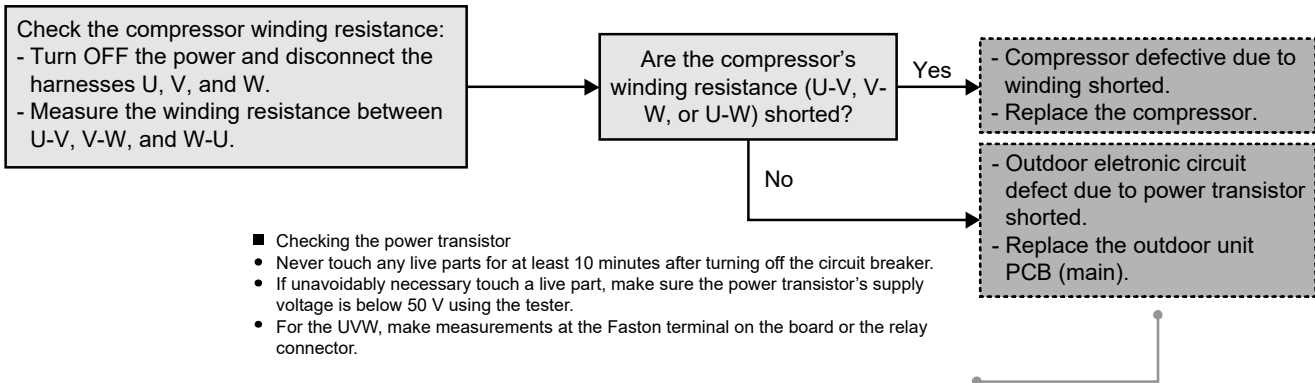 Check the compressor winding resistance:
- Turn OFF the power and disconnect the
harnesses U, V, and W.
- Measure the winding resistance between
U-V, V-W, and W-U.
Are the compressor's
winding resistance (U-V, V-
W, or U-W) shorted?
Yes
- Compressor defective due to
winding shorted.
- Replace the compressor.
No
- Outdoor eletronic circuit
defect due to power transistor
shorted.
- Replace the outdoor unit
PCB (main).
■ Checking the power transistor
• Never touch any live parts for at least 10 minutes after turning off the circuit breaker.
• If unavoidably necessary touch a live part, make sure the power transistor's supply
voltage is below 50 V using the tester.
• For the UVW, make measurements at the Faston terminal on the board or the relay
connector.